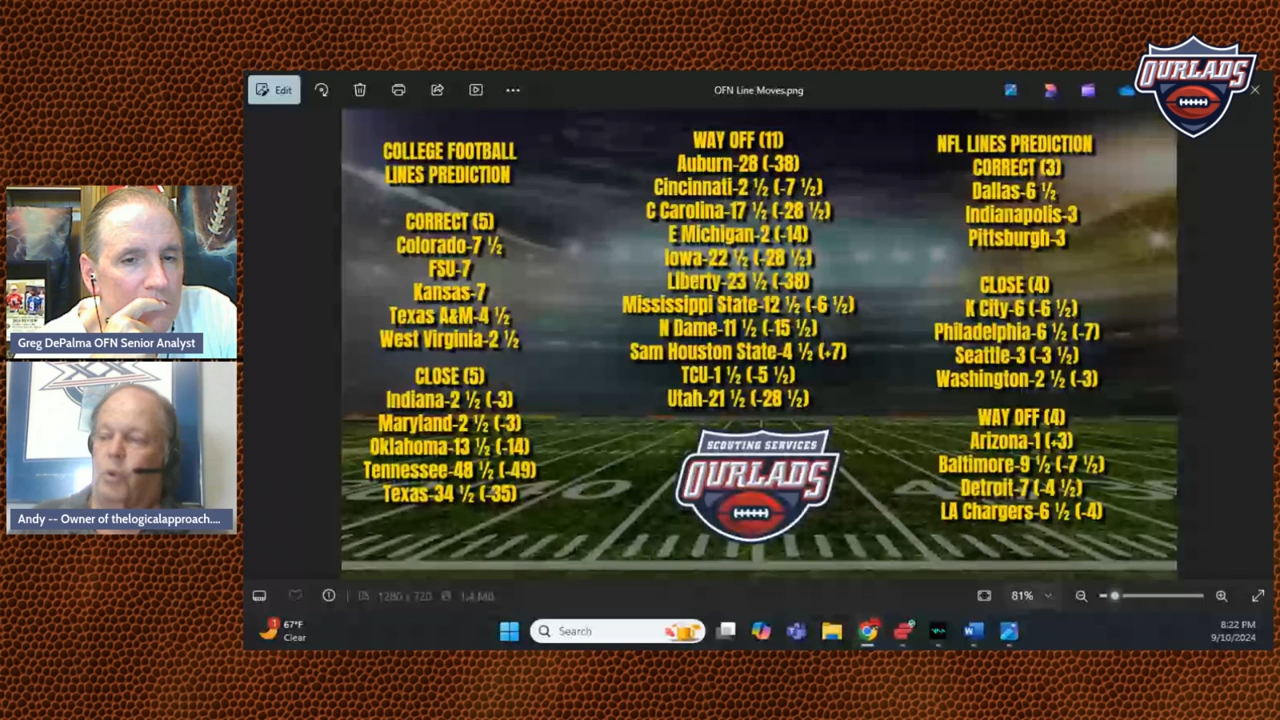 Edit
OFN Line Moves.png
OURLADS
COLLEGE FOOTBALL
LINES PREDICTION
CORRECT (5)
Colorado-7 ½
FSU-7
Kansas-7
Texas A&M-4 ½
West Virginia-2 ½
CLOSE (5)
Indiana-2 ½ (-3)
Maryland-2 ½ (-3)
Oklahoma-13 ½ (-14)
Tennessee-48 ½ (-49)
Texas-34 ½ (-35)
WAY OFF (11)
Auburn-28 (-38)
Cincinnati-2 ½ (-7 ½)
C Carolina-17 ½ (-28 ½)
E Michigan-2 (-14)
Iowa-22 ½ (-28 ½)
Liberty-23 ½ (-38)
Mississippi State-12 ½ (-6 ½)
N Dame-11 ½ (-15 ½)
Sam Houston State-4 ½ (+7)
TCU-1 ½ (-5 ½)
Utah-21 ½ (-28 ½)
SCOUTING SERVICES
OURLADS
NFL LINES PREDICTION
CORRECT (3)
Dallas-6 ½
Indianapolis-3
Pittsburgh-3
CLOSE (4)
K City-6 (-6 ½)
Philadelphia-6 ½ (-7)
Seattle-3 (-3 ½)
Washington-2 ½ (-3)
WAY OFF (4)
Arizona-1 (+3)
Baltimore-9 ½ (-7 ½)
Detroit-7 (-4 ½)
LA Chargers-6 ½ (-4)
Greg DePalma OFN Senior Analyst
XX
Andy -- Owner of thelogicalapproach....
1280 x 720
1.4 MB
81%
1
67°F
Clear
Search
8:22 PM
9/10/2024